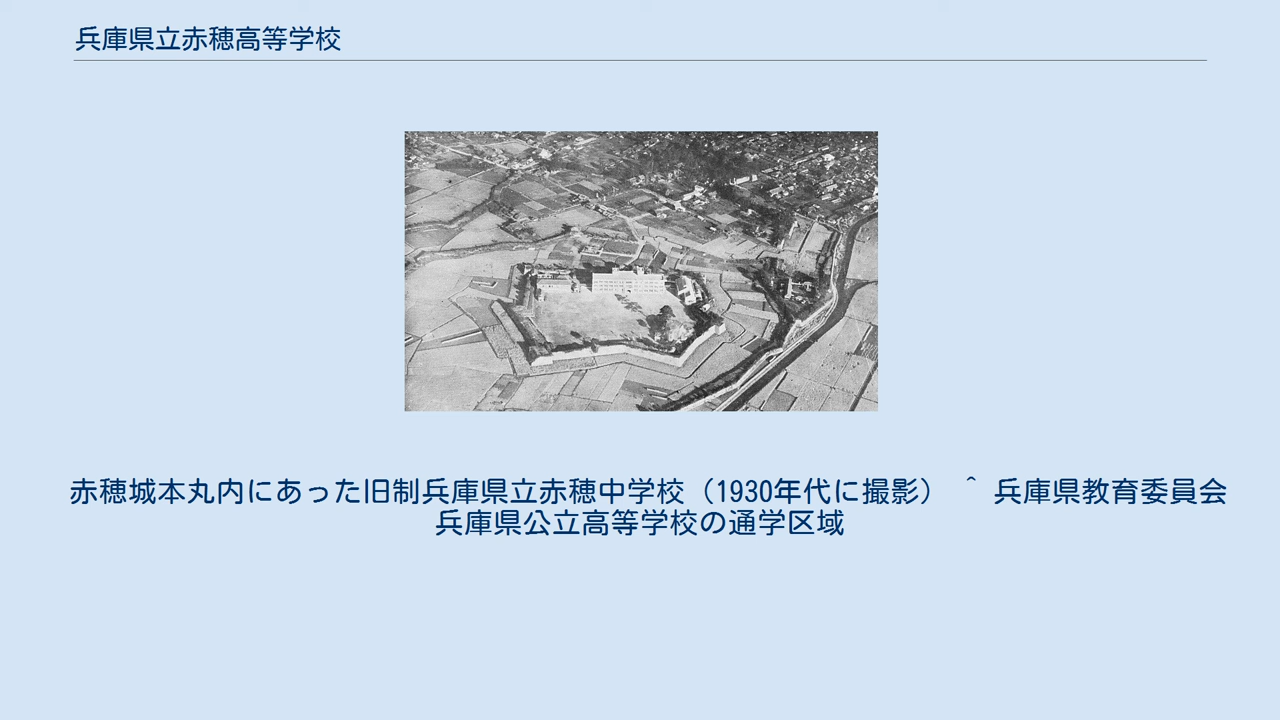 兵庫県立赤穂高等学校
赤穂城本丸内にあった旧制兵庫県立赤穂中学校（1930年代に撮影） ＾ 兵庫県教育委員会
兵庫県公立高等学校の通学区域